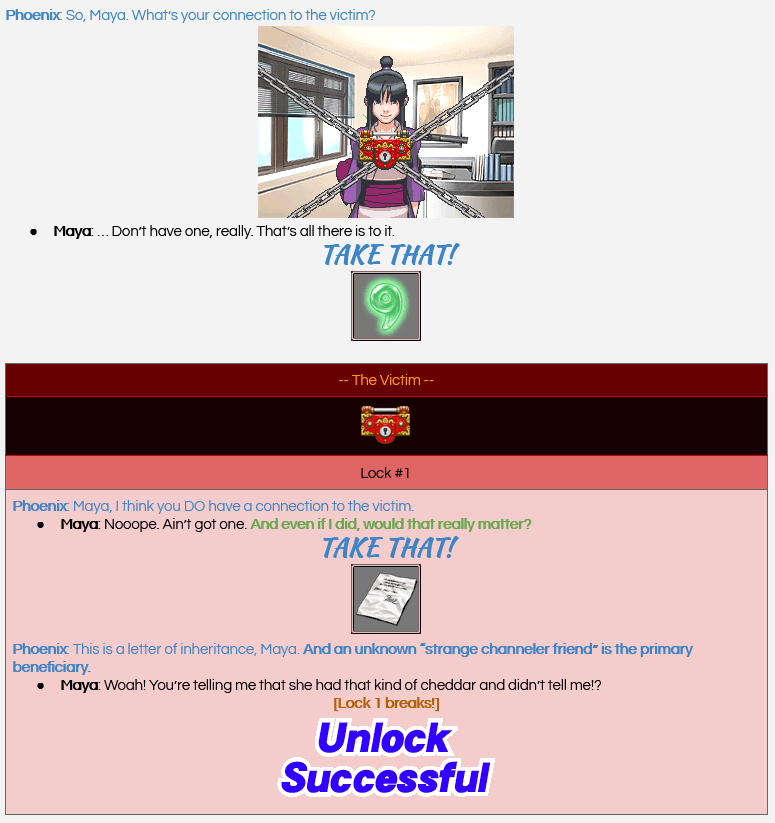 Phoenix: So, Maya. What's your connection to the victim?
● Maya: … Don't have one, really. That's all there is to it.
TAKE THAT!
-- The Victim --
Lock #1
Phoenix: Maya, I think you DO have a connection to the victim.
● Maya: Nooope. Ain't got one. And even if I did, would that really matter?
TAKE THAT!
Phoenix: This is a letter of inheritance, Maya. And an unknown “strange channeler friend” is the primary
beneficiary.
● Maya: Woah! You're telling me that she had that kind of cheddar and didn't tell me!?
[Lock 1 breaks!]
Unlock
Successful